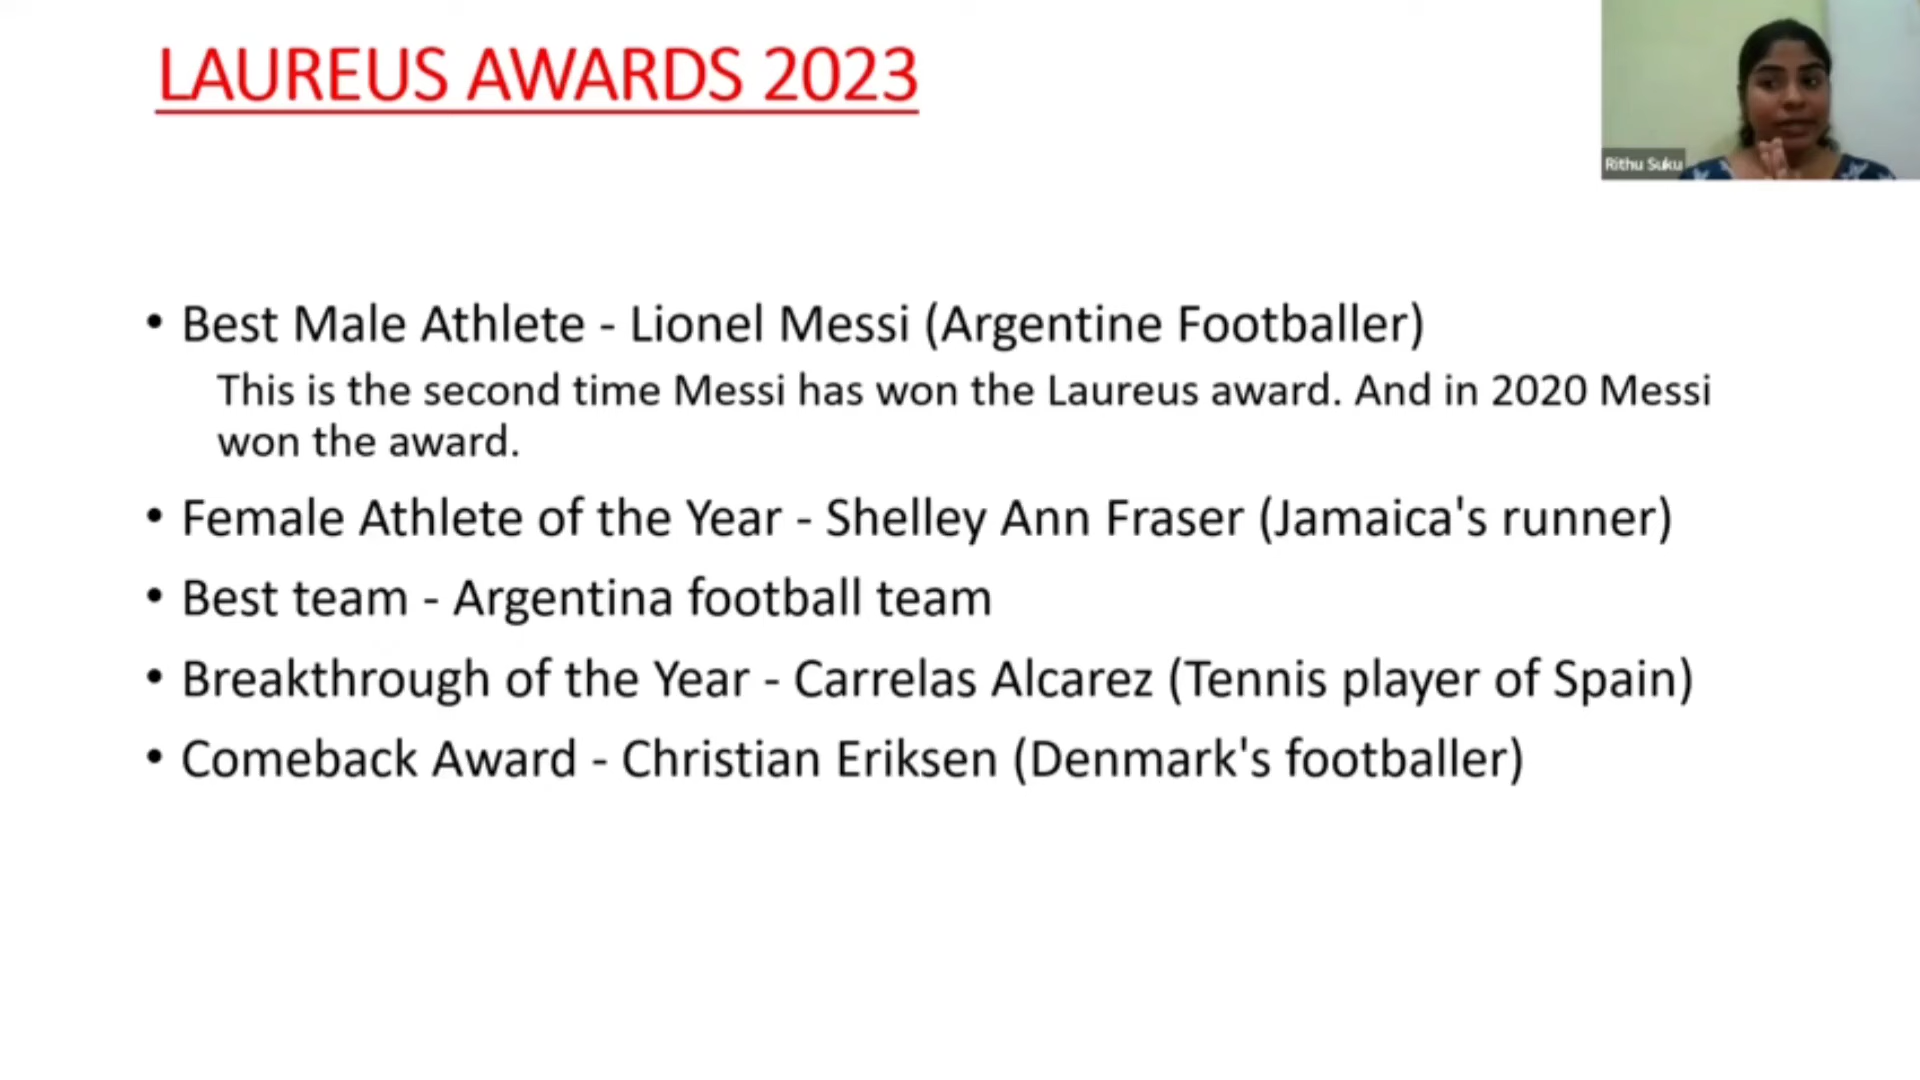 LAUREUS AWARDS 2023
Rithu Suku
• Best Male Athlete - Lionel Messi (Argentine Footballer)
This is the second time Messi has won the Laureus award. And in 2020 Messi
won the award.
• Female Athlete of the Year - Shelley Ann Fraser (Jamaica's runner)
• Best team - Argentina football team
• Breakthrough of the Year - Carrelas Alcarez (Tennis player of Spain)
• Comeback Award - Christian Eriksen (Denmark's footballer)